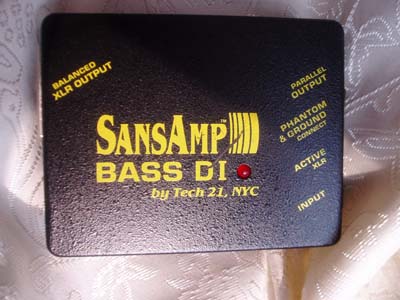 BALANCED
XLR OUTPUT
PARALLEL
OUTPUT
PHANTOM
& GROUND
CONNECT
SANSAMP™
BASS DI
by Tech 21, NYC
ACTIVE
XLR
INPUT